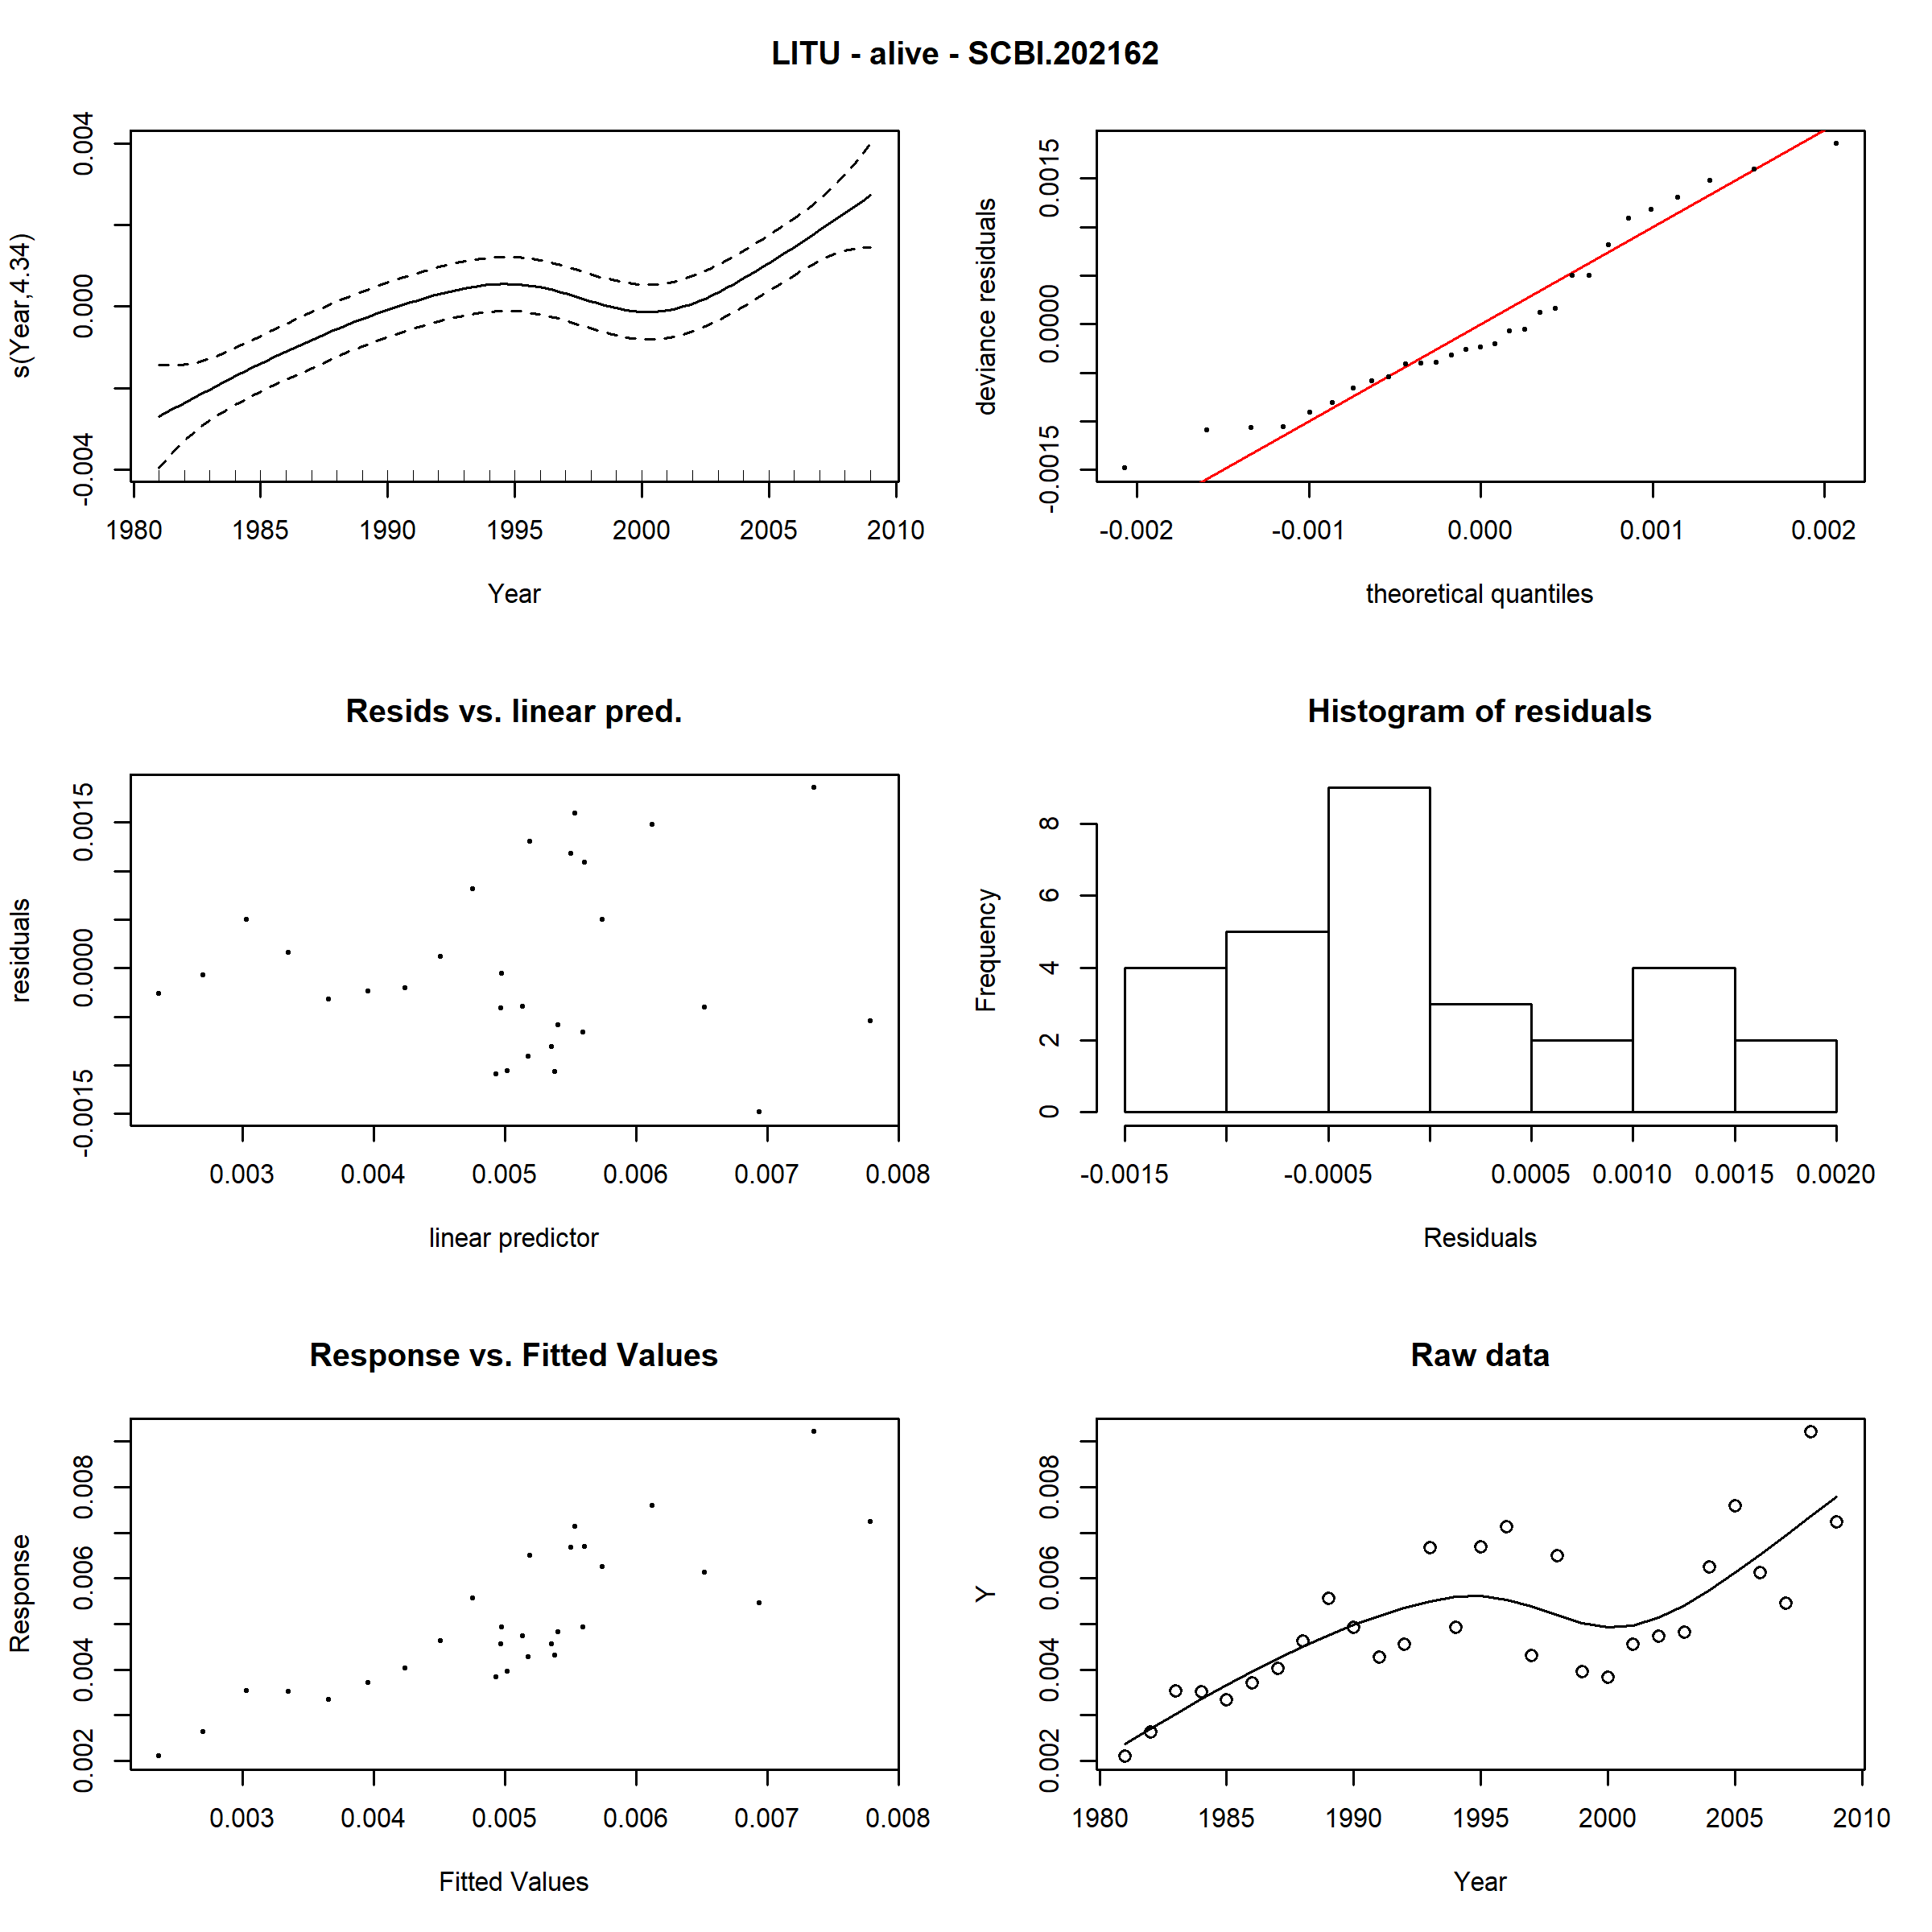 LITU - alive - SCBI.202162
s(Year,4.34)
-0.004 0.000 0.004
1980 1985 1990 1995 2000 2005 2010
Year
deviance residuals
-0.0015 0.0000 0.0015
-0.002 -0.001 0.000 0.001 0.002
theoretical quantiles
Resids vs. linear pred.
residuals
-0.0015 0.0000 0.0015
0.003 0.004 0.005 0.006 0.007 0.008
linear predictor
Histogram of residuals
Frequency
0 2 4 6 8
-0.0015 -0.0005 0.0005 0.0010 0.0015 0.0020
Residuals
Response vs. Fitted Values
Response
0.002 0.004 0.006 0.008
0.003 0.004 0.005 0.006 0.007 0.008
Fitted Values
Raw data
Y
0.002 0.004 0.006 0.008
1980 1985 1990 1995 2000 2005 2010
Year